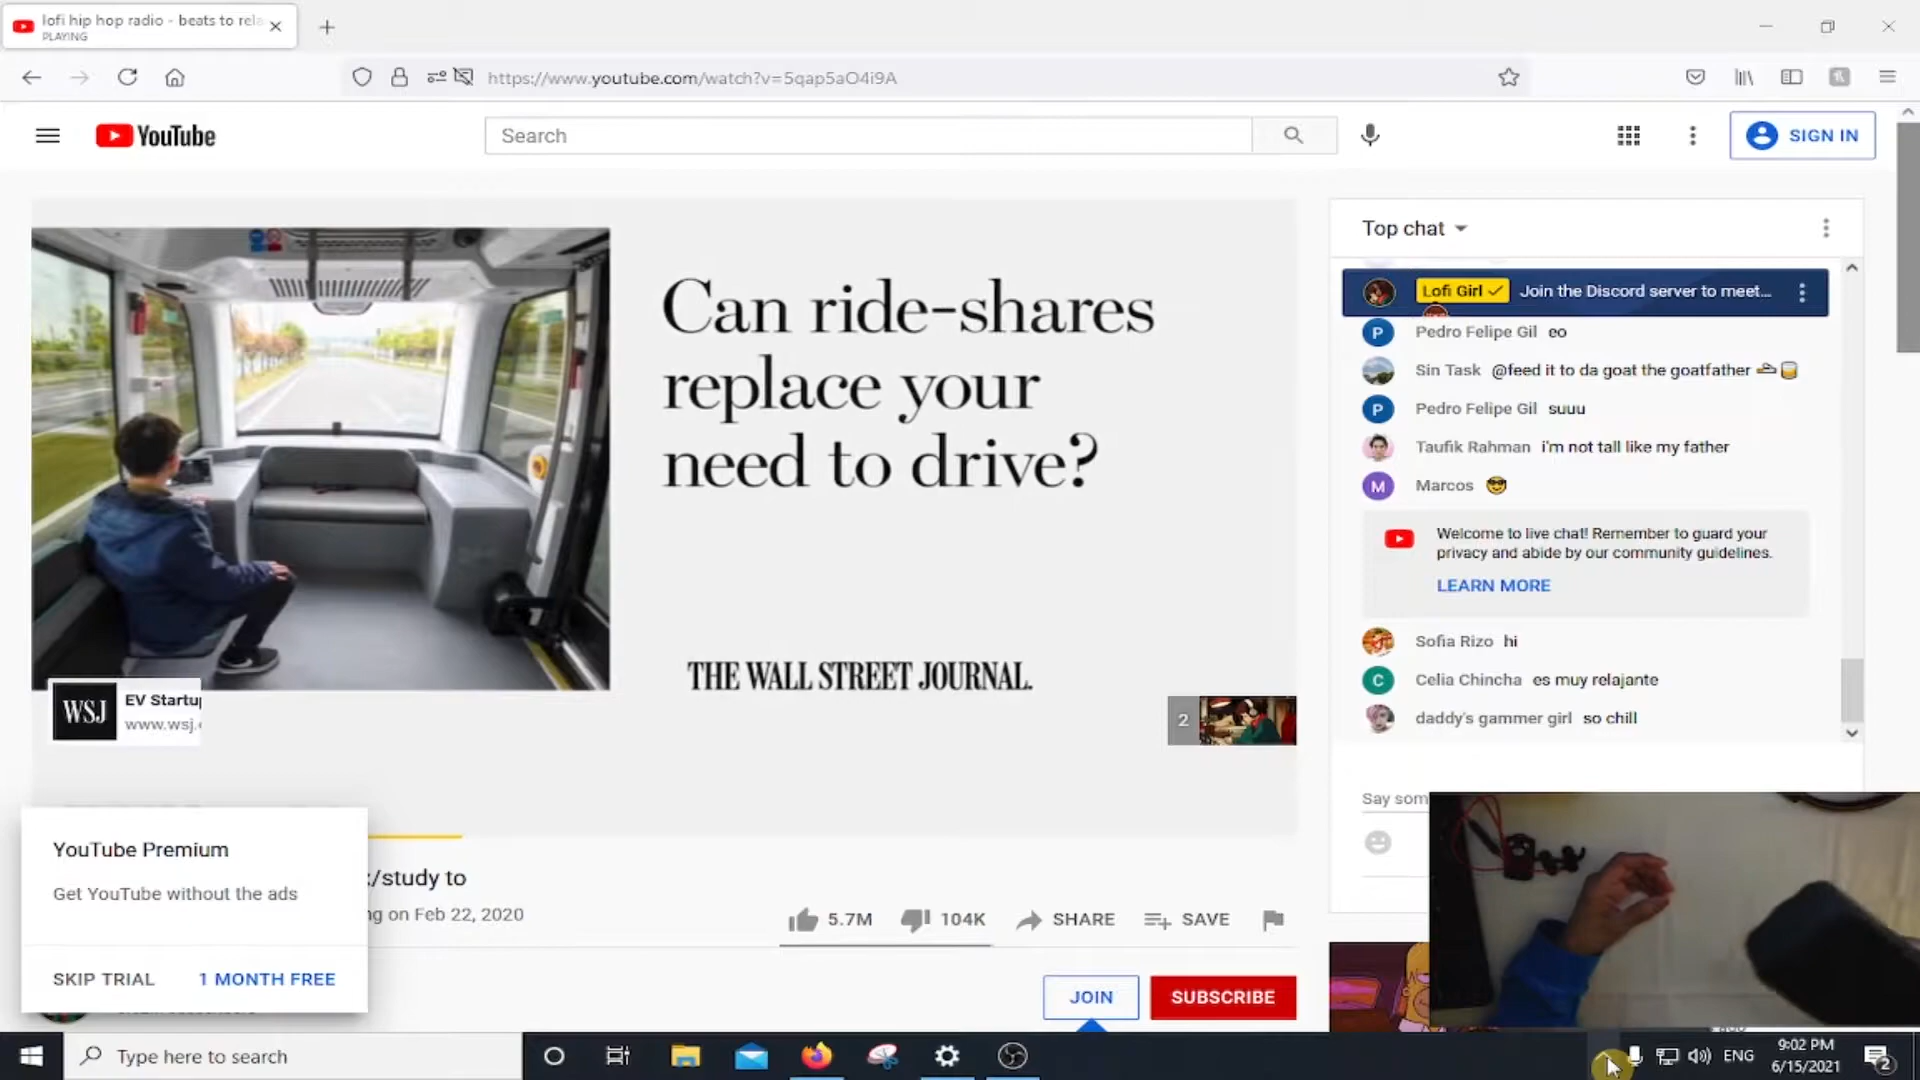 lofi hip hop radio - beats to rela
PLAYING
https://www.youtube.com/watch?v=5qap5aO4i9A
YouTube
Search
SIGN IN
Can ride-shares
replace your
need to drive?
THE WALL STREET JOURNAL.
WSJ
EV Startu
www.wsj.
2
Top chat
Lofi Girl Join the Discord server to meet...
P Pedro Felipe Gil eo
Sin Task @feed it to da goat the goatfather
P Pedro Felipe Gil suuu
Taufik Rahman i'm not tall like my father
M Marcos 😎
Welcome to live chat! Remember to guard your
privacy and abide by our community guidelines.
LEARN MORE
Sofia Rizo hi
C Celia Chincha es muy relajante
daddy's gammer girl so chill
Say som
YouTube Premium
Get YouTube without the ads
SKIP TRIAL 1 MONTH FREE
/study to
ng on Feb 22, 2020
5.7M 104K SHARE SAVE
JOIN SUBSCRIBE
Type here to search
ENG
9:02 PM
6/15/2021
2